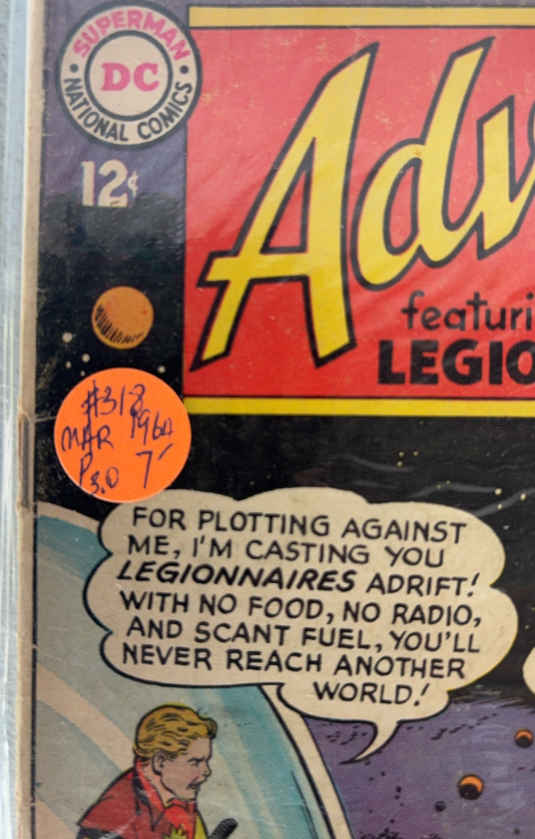 SUPERMAN
DC
NATIONAL COMICS
12¢
Adv
featuri
LEGIO
#318
MAR 1964
P 3.0 7
FOR PLOTTING AGAINST
ME, I'M CASTING YOU
LEGIONNAIRES ADRIFT!
WITH NO FOOD, NO RADIO,
AND SCANT FUEL, YOU'LL
NEVER REACH ANOTHER
WORLD!